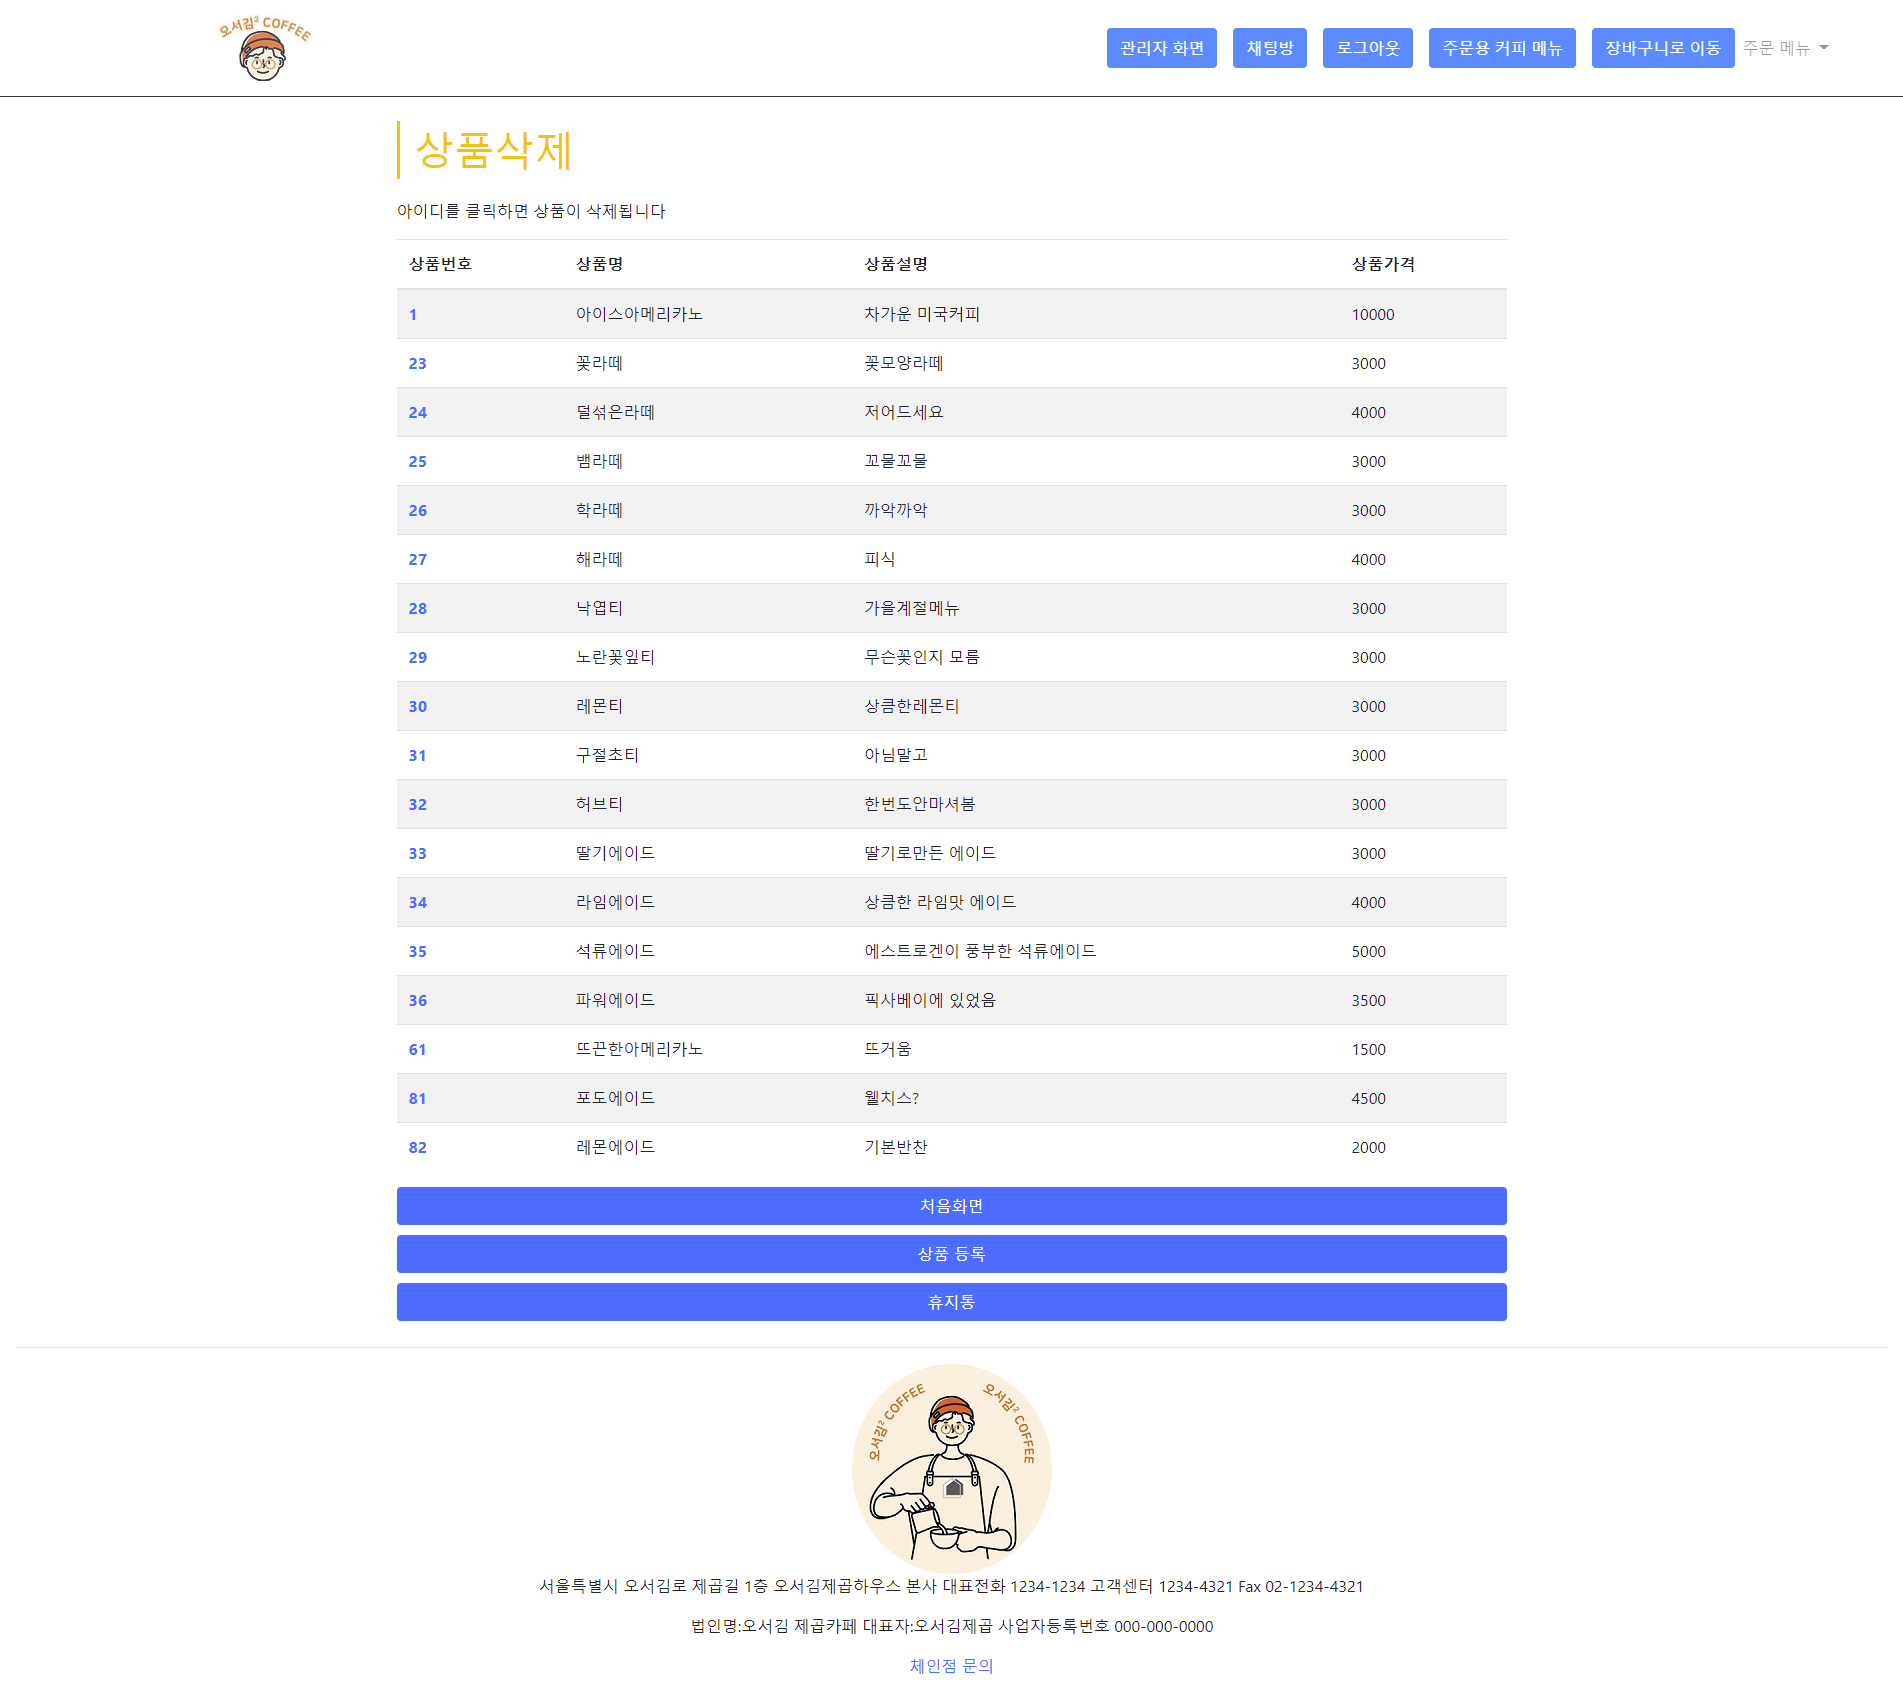 오서김² COFFEE
관리자 화면 채팅방 로그아웃 주문용 커피 메뉴 장바구니로 이동 주문 메뉴
상품삭제
아이디를 클릭하면 상품이 삭제됩니다
상품번호 상품명 상품설명 상품가격
1 아이스아메리카노 차가운 미국커피 10000
23 꽃라떼 꽃모양라떼 3000
24 덜섞은라떼 저어드세요 4000
25 뱀라떼 꼬물꼬물 3000
26 학라떼 까악까악 3000
27 해라떼 피식 4000
28 낙엽티 가을계절메뉴 3000
29 노란꽃잎티 무슨꽃인지 모름 3000
30 레몬티 상큼한레몬티 3000
31 구절초티 아님말고 3000
32 허브티 한번도안마셔봄 3000
33 딸기에이드 딸기로만든 에이드 3000
34 라임에이드 상큼한 라임맛 에이드 4000
35 석류에이드 에스트로겐이 풍부한 석류에이드 5000
36 파워에이드 픽사베이에 있었음 3500
61 뜨끈한아메리카노 뜨거움 1500
81 포도에이드 웰치스? 4500
82 레몬에이드 기본반찬 2000
처음화면
상품 등록
휴지통
오서김² COFFEE 오서김² COFFEE
서울특별시 오서김로 제곱길 1층 오서김제곱하우스 본사 대표전화 1234-1234 고객센터 1234-4321 Fax 02-1234-4321
법인명:오서김 제곱카페 대표자:오서김제곱 사업자등록번호 000-000-0000
체인점 문의